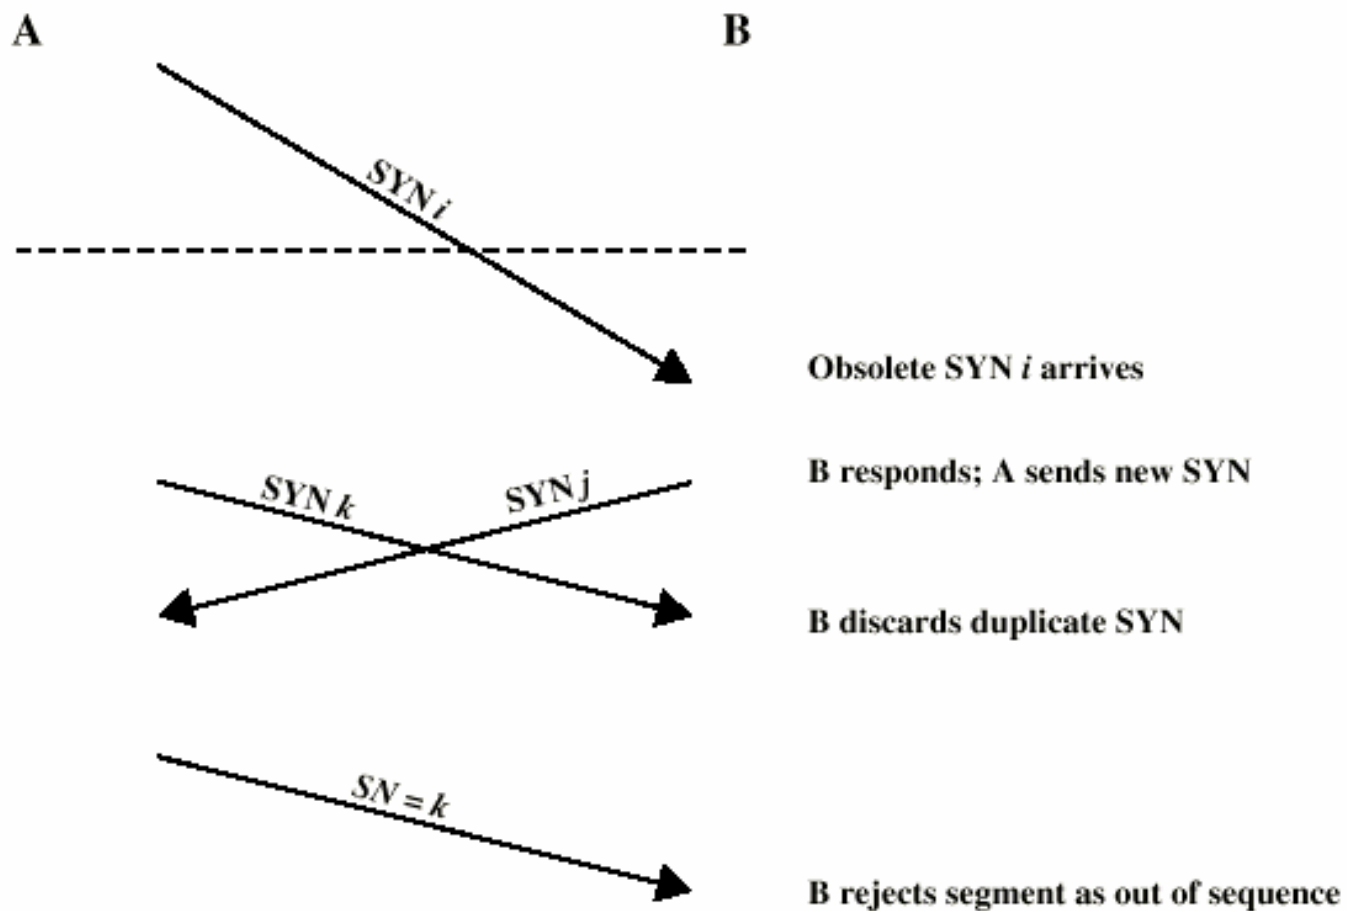 A B
SYN i
Obsolete SYN i arrives
B responds; A sends new SYN
SYN k SYN j
B discards duplicate SYN
SN = k
B rejects segment as out of sequence